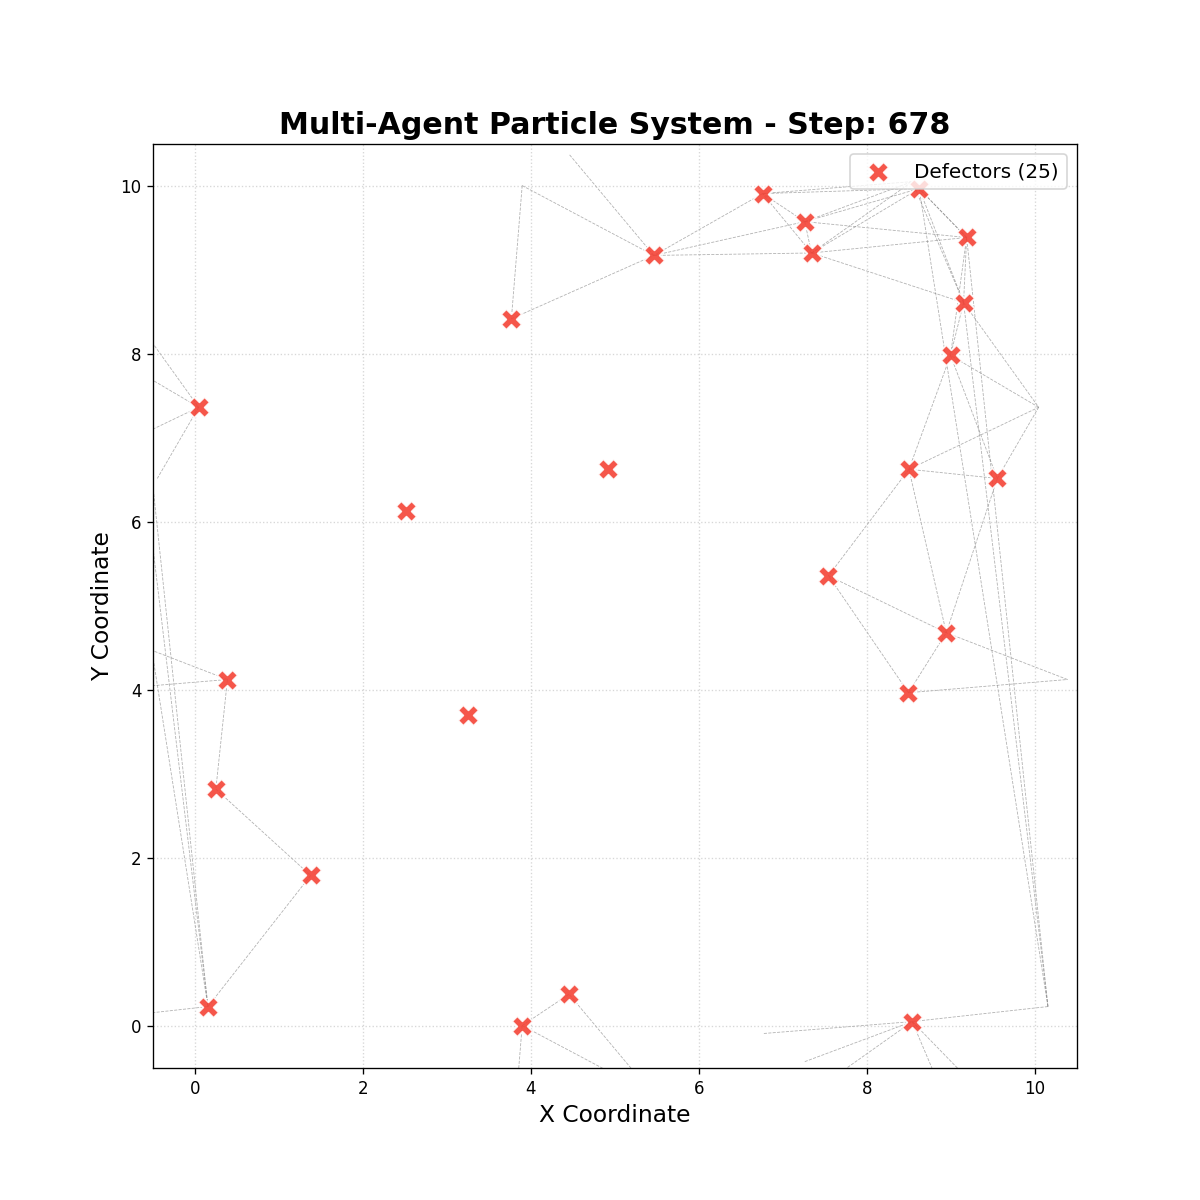 Multi-Agent Particle System - Step: 678
Defectors (25)
10
8
6
4
2
0
Y Coordinate
0 2 4 6 8 10
X Coordinate